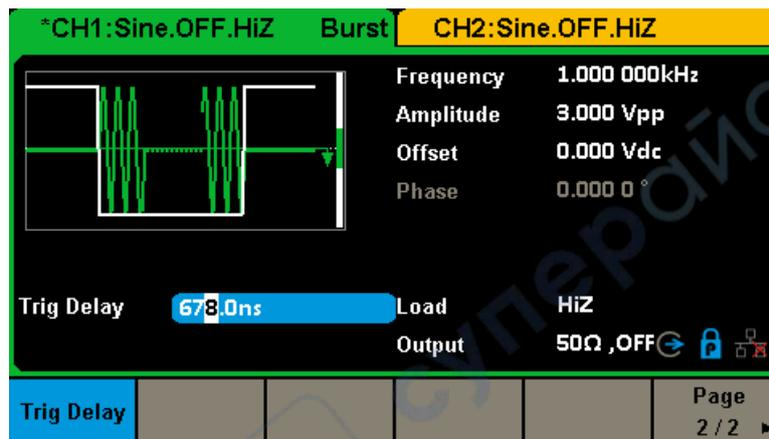 *CH1:Sine.OFF.HiZ Burst CH2:Sine.OFF.HiZ
Frequency 1.000 000kHz
Amplitude 3.000 Vpp
Offset 0.000 Vdc
Phase 0.000 0 °
Trig Delay 678.0ns Load HiZ
Output 50Ω ,OFF P
Trig Delay Page
2/2
супердйс